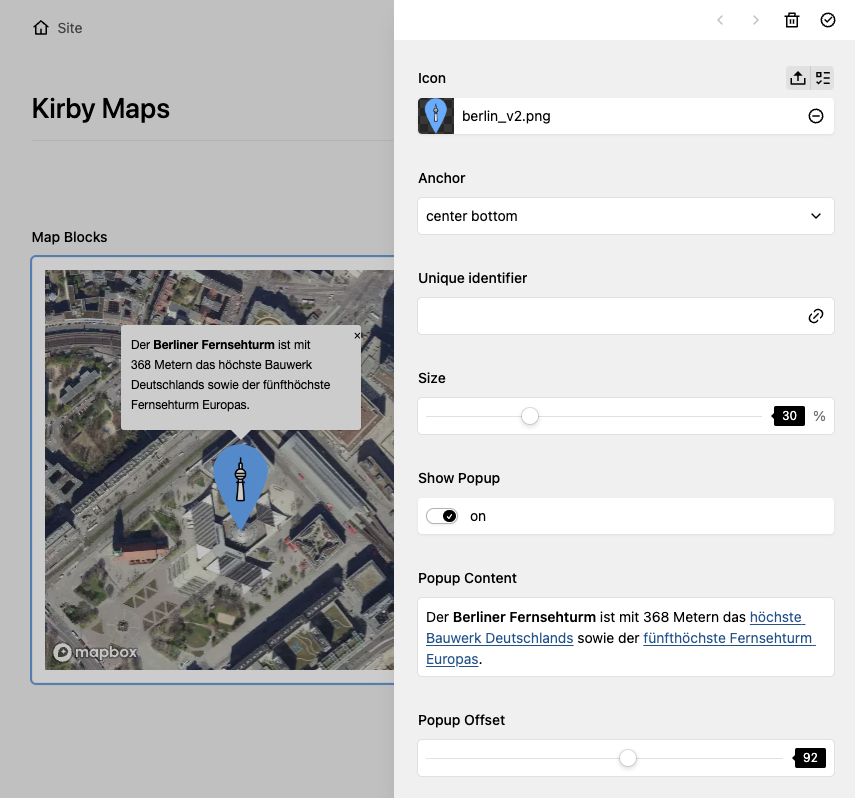 Site
Kirby Maps
Map Blocks
Der Berliner Fernsehturm ist mit
368 Metern das höchste Bauwerk
Deutschlands sowie der fünfthöchste
Fernsehturm Europas.
×
mapbox
Icon
berlin_v2.png
Anchor
center bottom
Unique identifier
Size
30 %
Show Popup
on
Popup Content
Der Berliner Fernsehturm ist mit 368 Metern das höchste
Bauwerk Deutschlands sowie der fünfthöchste Fernsehturm
Europas.
Popup Offset
92